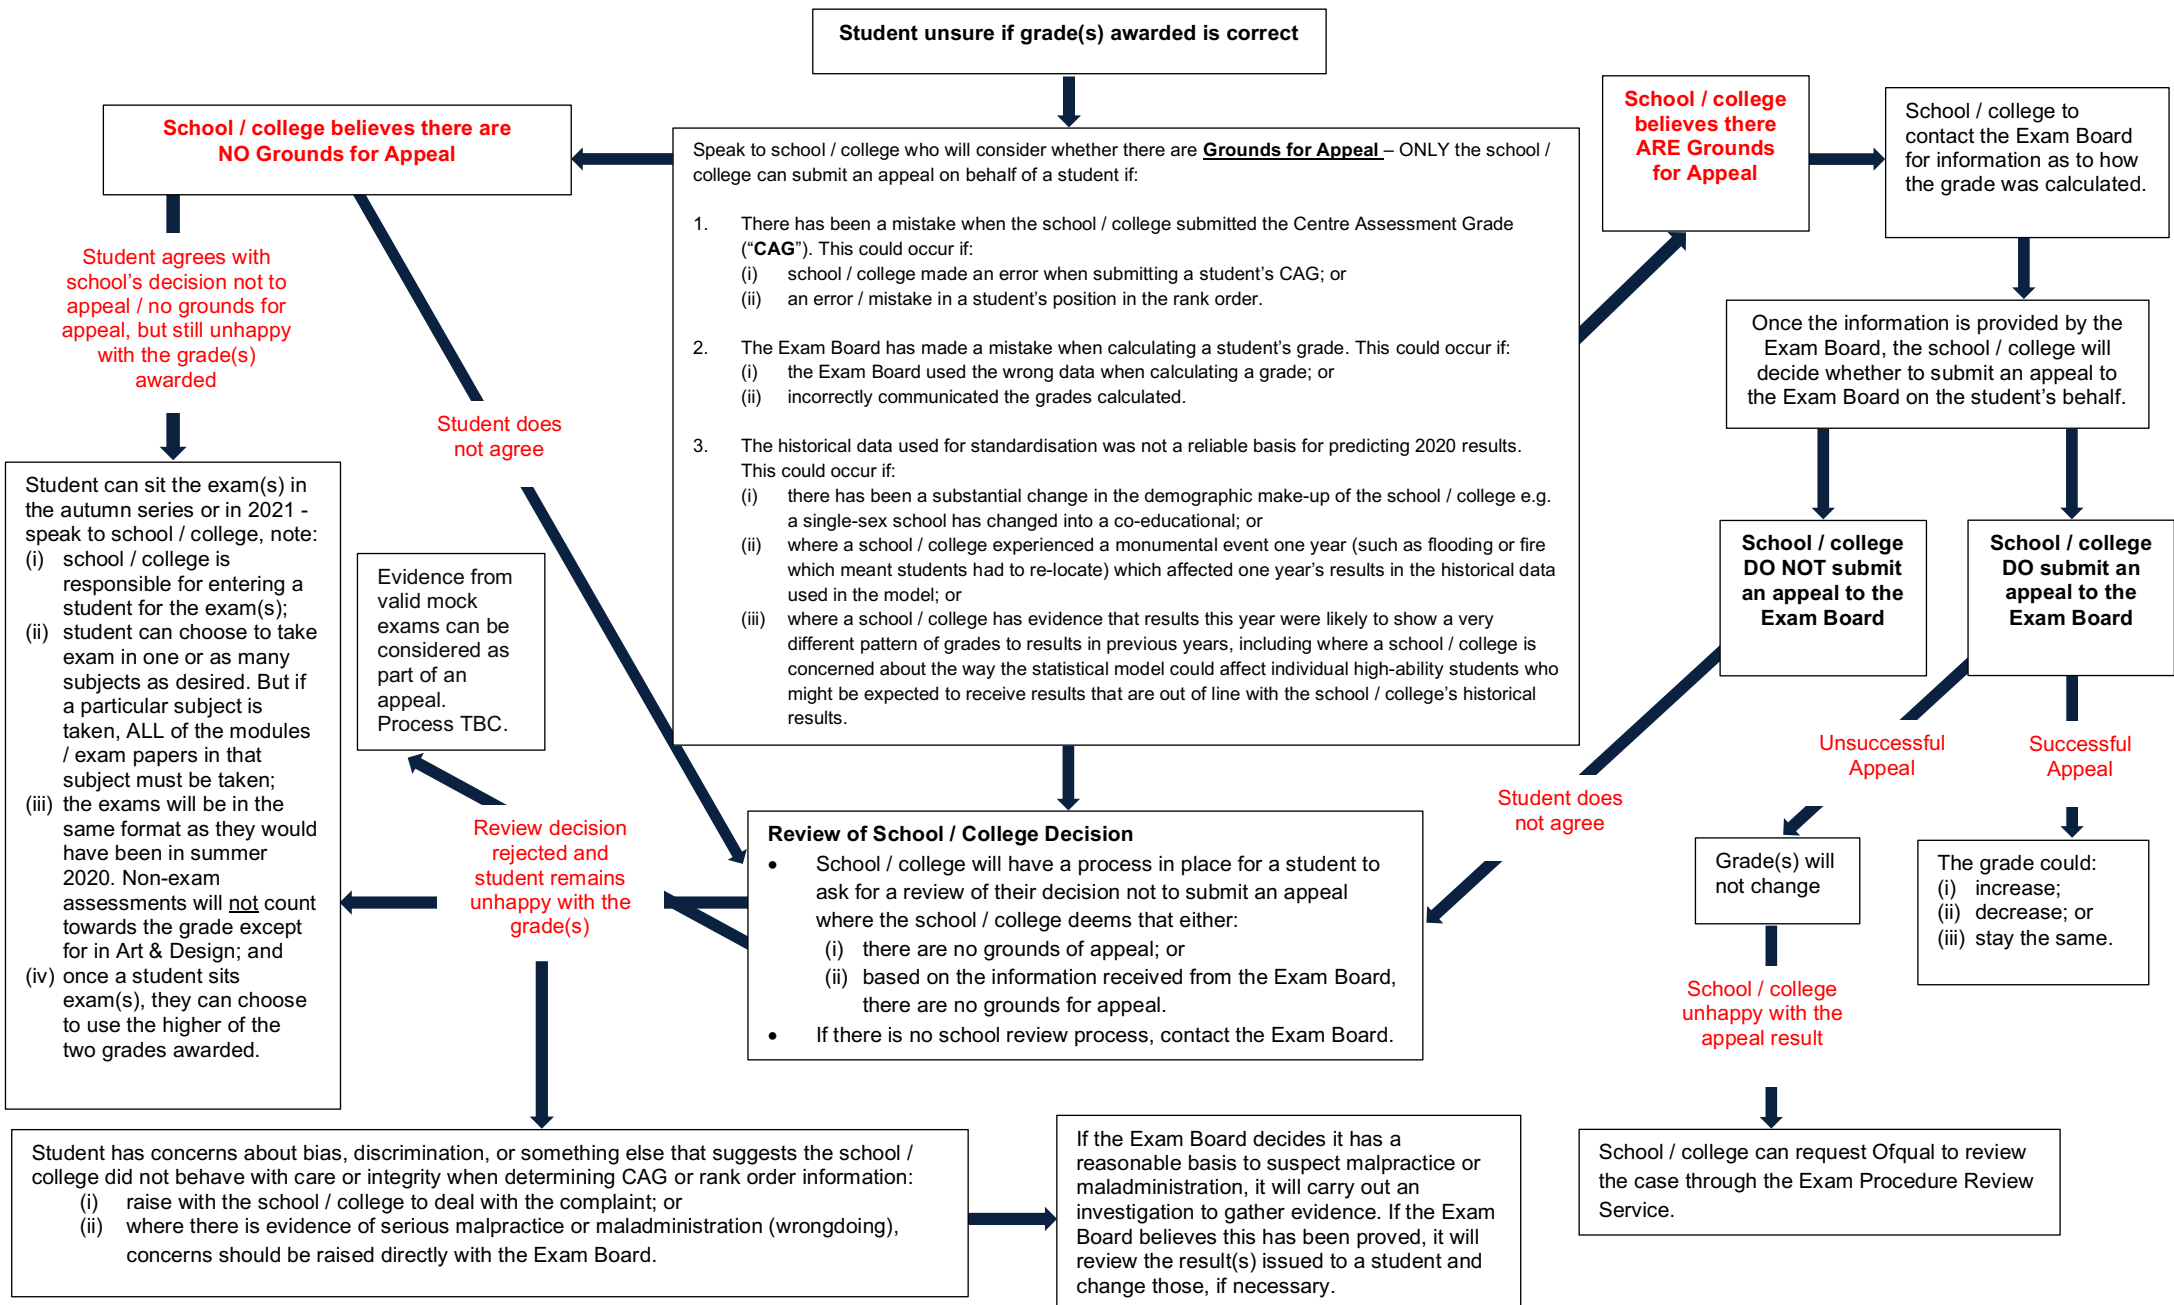 Student unsure if grade(s) awarded is correct
School / college believes there are
NO Grounds for Appeal
Speak to school / college who will consider whether there are Grounds for Appeal – ONLY the school /
college can submit an appeal on behalf of a student if:
1. There has been a mistake when the school / college submitted the Centre Assessment Grade
(“CAG”). This could occur if:
(i) school / college made an error when submitting a student’s CAG; or
(ii) an error / mistake in a student’s position in the rank order.
2. The Exam Board has made a mistake when calculating a student’s grade. This could occur if:
(i) the Exam Board used the wrong data when calculating a grade; or
(ii) incorrectly communicated the grades calculated.
3. The historical data used for standardisation was not a reliable basis for predicting 2020 results.
This could occur if:
(i) there has been a substantial change in the demographic make-up of the school / college e.g.
a single-sex school has changed into a co-educational; or
(ii) where a school / college experienced a monumental event one year (such as flooding or fire
which meant students had to re-locate) which affected one year’s results in the historical data
used in the model; or
(iii) where a school / college has evidence that results this year were likely to show a very
different pattern of grades to results in previous years, including where a school / college is
concerned about the way the statistical model could affect individual high-ability students who
might be expected to receive results that are out of line with the school / college’s historical
results.
School / college
believes there
ARE Grounds
for Appeal
School / college to
contact the Exam Board
for information as to how
the grade was calculated.
Once the information is provided by the
Exam Board, the school / college will
decide whether to submit an appeal to
the Exam Board on the student’s behalf.
School / college
DO NOT submit
an appeal to the
Exam Board
School / college
DO submit an
appeal to the
Exam Board
Student agrees with
school’s decision not to
appeal / no grounds for
appeal, but still unhappy
with the grade(s)
awarded
Student does
not agree
Student can sit the exam(s) in
the autumn series or in 2021 -
speak to school / college, note:
(i) school / college is
responsible for entering a
student for the exam(s);
(ii) student can choose to take
exam in one or as many
subjects as desired. But if
a particular subject is
taken, ALL of the modules
/ exam papers in that
subject must be taken;
(iii) the exams will be in the
same format as they would
have been in summer
2020. Non-exam
assessments will not count
towards the grade except
for in Art & Design; and
(iv) once a student sits
exam(s), they can choose
to use the higher of the
two grades awarded.
Evidence from
valid mock
exams can be
considered as
part of an
appeal.
Process TBC.
Review decision
rejected and
student remains
unhappy with the
grade(s)
Review of School / College Decision
• School / college will have a process in place for a student to
ask for a review of their decision not to submit an appeal
where the school / college deems that either:
(i) there are no grounds of appeal; or
(ii) based on the information received from the Exam Board,
there are no grounds for appeal.
• If there is no school review process, contact the Exam Board.
Student does
not agree
Unsuccessful
Appeal
Successful
Appeal
Grade(s) will
not change
The grade could:
(i) increase;
(ii) decrease; or
(iii) stay the same.
School / college
unhappy with the
appeal result
School / college can request Ofqual to review
the case through the Exam Procedure Review
Service.
Student has concerns about bias, discrimination, or something else that suggests the school /
college did not behave with care or integrity when determining CAG or rank order information:
(i) raise with the school / college to deal with the complaint; or
(ii) where there is evidence of serious malpractice or maladministration (wrongdoing),
concerns should be raised directly with the Exam Board.
If the Exam Board decides it has a
reasonable basis to suspect malpractice or
maladministration, it will carry out an
investigation to gather evidence. If the Exam
Board believes this has been proved, it will
review the result(s) issued to a student and
change those, if necessary.